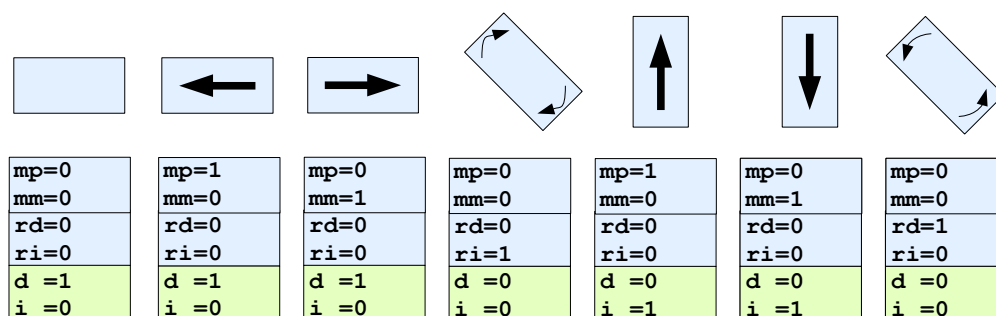 mp=0 mp=1 mp=0 mp=0 mp=1 mp=0 mp=0
mm=0 mm=0 mm=1 mm=0 mm=0 mm=1 mm=0
rd=0 rd=0 rd=0 rd=0 rd=0 rd=0 rd=1
ri=0 ri=0 ri=0 ri=1 ri=0 ri=0 ri=0
d =1 d =1 d =1 d =0 d =0 d =0 d =0
i =0 i =0 i =0 i =0 i =1 i =1 i =0